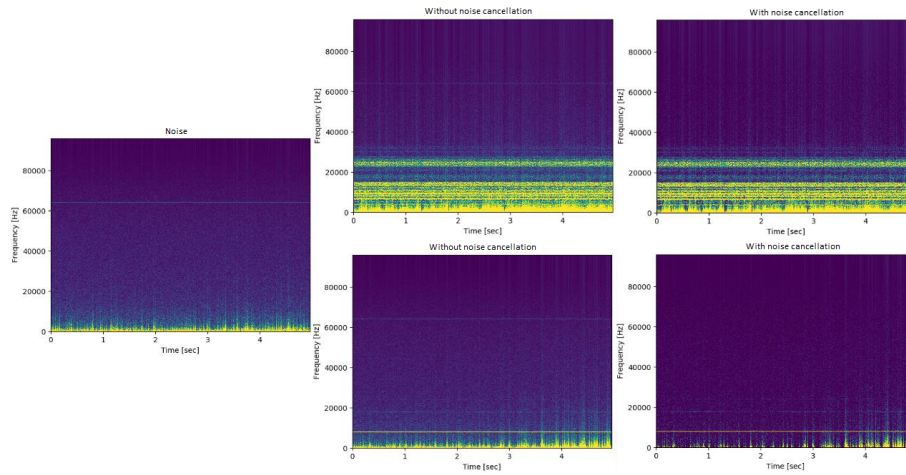 Noise
Frequency [Hz]
80000
60000
40000
20000
0
0 1 2 3 4
Time [sec]
Without noise cancellation
Frequency [Hz]
80000
60000
40000
20000
0
0 1 2 3 4
Time [sec]
With noise cancellation
Frequency [Hz]
80000
60000
40000
20000
0
0 1 2 3 4
Time [sec]
Without noise cancellation
Frequency [Hz]
80000
60000
40000
20000
0
0 1 2 3 4
Time [sec]
With noise cancellation
Frequency [Hz]
80000
60000
40000
20000
0
0 1 2 3 4
Time [sec]